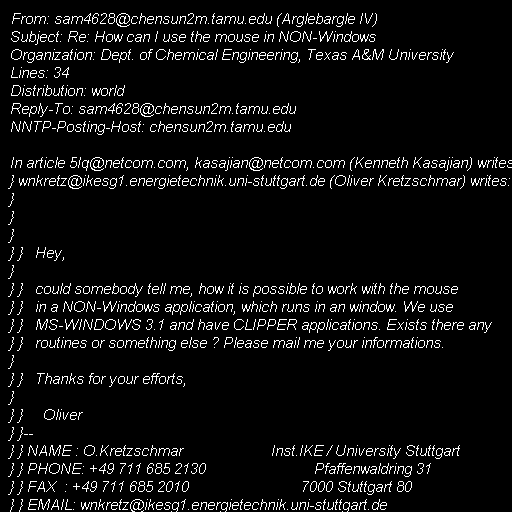 From: sam4628@chensun2m.tamu.edu (Arglebargle IV)
Subject: Re: How can I use the mouse in NON-Windows
Organization: Dept. of Chemical Engineering, Texas A&M University
Lines: 34
Distribution: world
Reply-To: sam4628@chensun2m.tamu.edu
NNTP-Posting-Host: chensun2m.tamu.edu

In article 5lq@netcom.com, kasajian@netcom.com (Kenneth Kasajian) writes
} wnkretz@ikesg1.energietechnik.uni-stuttgart.de (Oliver Kretzschmar) writes:
}
}
}
} } Hey,
}
} } could somebody tell me, how it is possible to work with the mouse
} } in a NON-Windows application, which runs in an window. We use
} } MS-WINDOWS 3.1 and have CLIPPER applications. Exists there any
} } routines or something else ? Please mail me your informations.
}
} } Thanks for your efforts,
}
} } Oliver
} }--
} } NAME : O.Kretzschmar Inst.IKE / University Stuttgart
} } PHONE: +49 711 685 2130 Pfaffenwaldring 31
} } FAX : +49 711 685 2010 7000 Stuttgart 80
} } EMAIL: wnkretz@ikesg1.energietechnik.uni-stuttgart.de